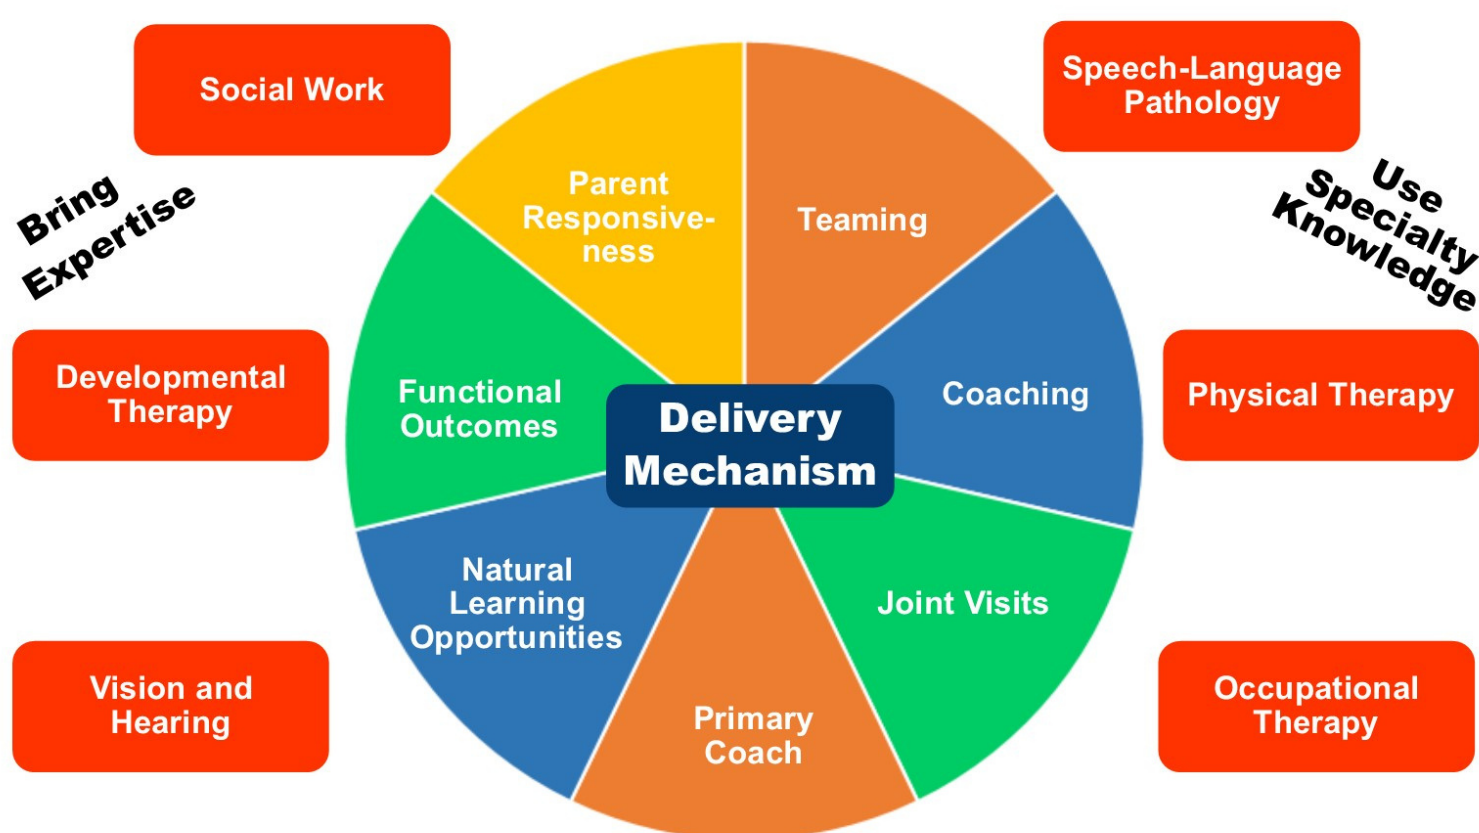 Social Work
Speech-Language
Pathology
Bring
Expertise
Use
Specialty
Knowledge
Parent
Responsive-
ness
Teaming
Developmental
Therapy
Functional
Outcomes
Delivery
Mechanism
Coaching
Physical Therapy
Natural
Learning
Opportunities
Joint Visits
Vision and
Hearing
Primary
Coach
Occupational
Therapy